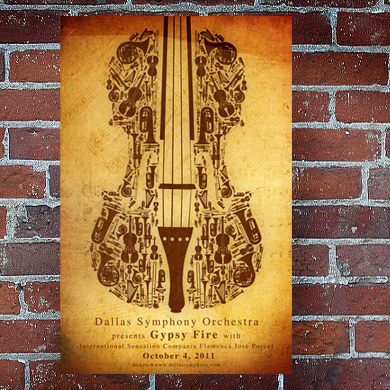 Dallas Symphony Orchestra
presents Gypsy Fire with
International Sensation Compania Flamenca Jose Porcel
October 4, 2011
tickets@www.dallassymphony.com